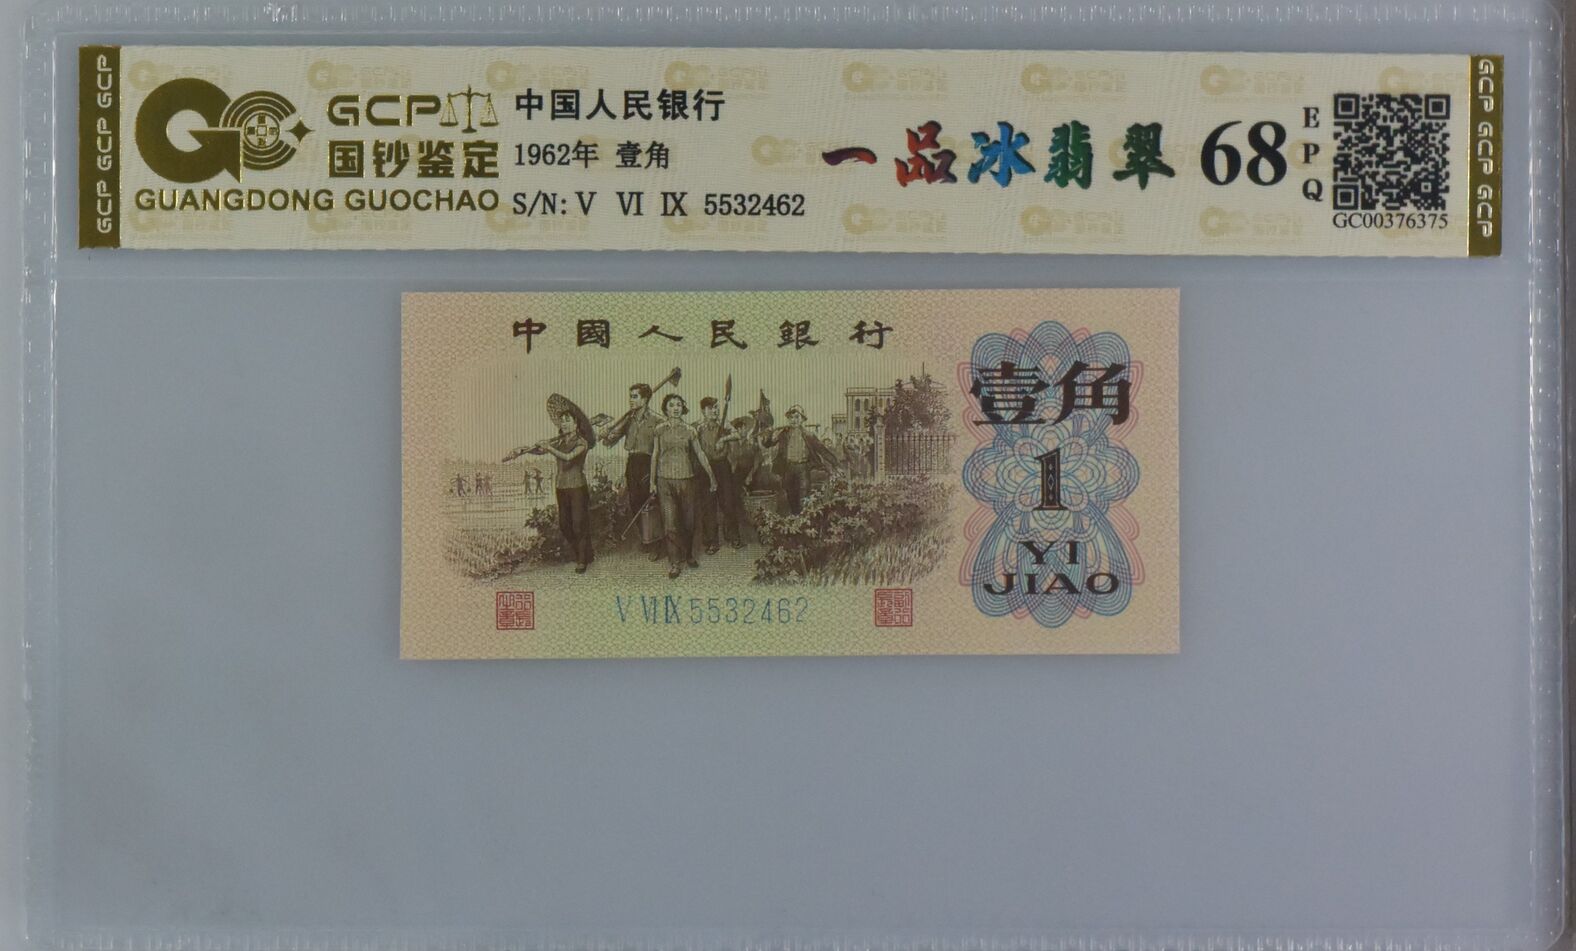 GCP GCP GCP
GCP
国钞鉴定
GUANGDONG GUOCHAO
中国人民银行
1962年 壹角
S/N: V VI IX 5532462
一品冰翡翠
68
EPQ
GC00376375
GCP GCP GCP
中國人民銀行
壹角
1
YI
JIAO
V VI IX 5532462